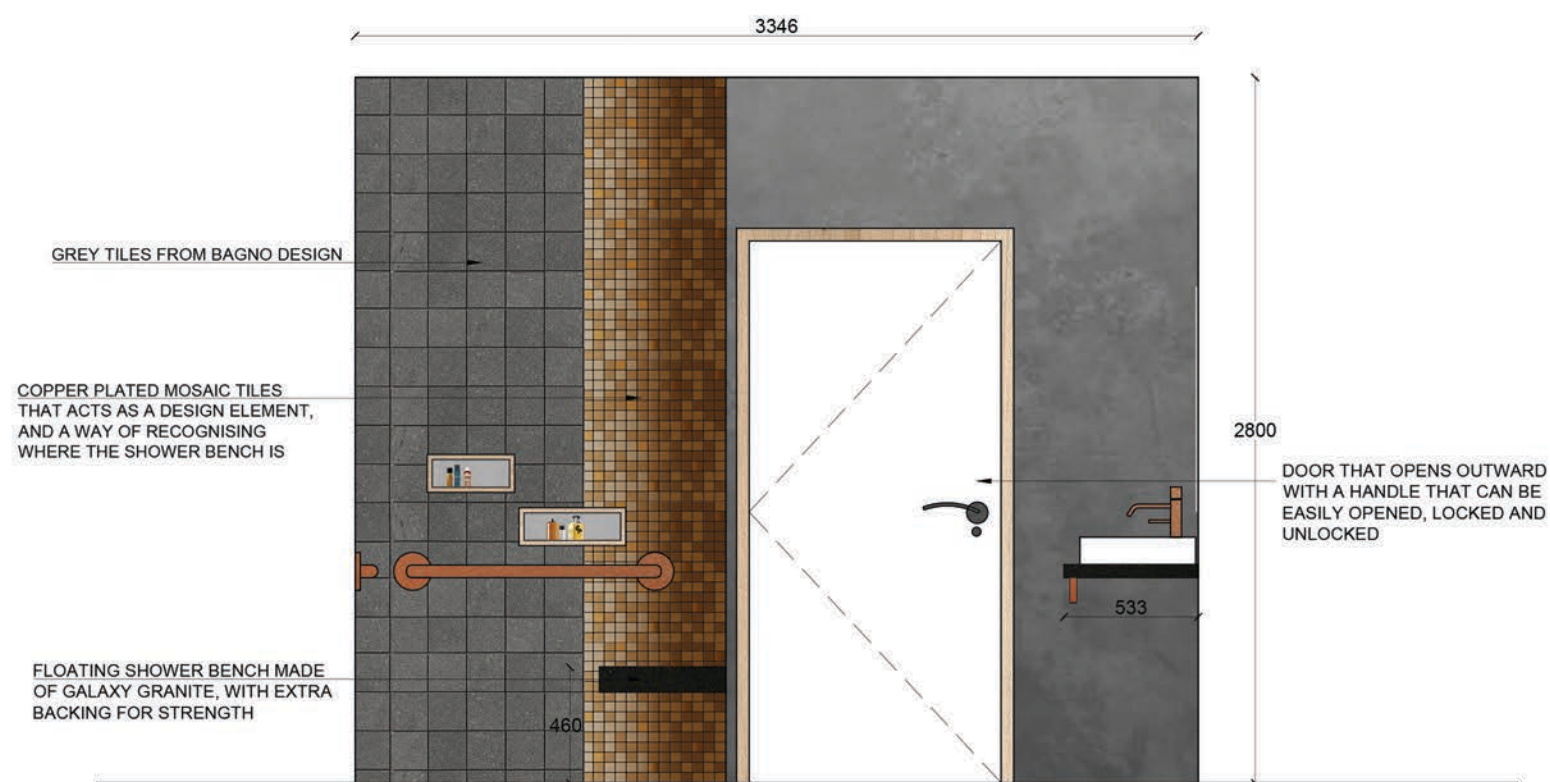 3346
GREY TILES FROM BAGNO DESIGN
COPPER PLATED MOSAIC TILES
THAT ACTS AS A DESIGN ELEMENT,
AND A WAY OF RECOGNISING
WHERE THE SHOWER BENCH IS
2800
DOOR THAT OPENS OUTWARD
WITH A HANDLE THAT CAN BE
EASILY OPENED, LOCKED AND
UNLOCKED
533
FLOATING SHOWER BENCH MADE
OF GALAXY GRANITE, WITH EXTRA
BACKING FOR STRENGTH
460